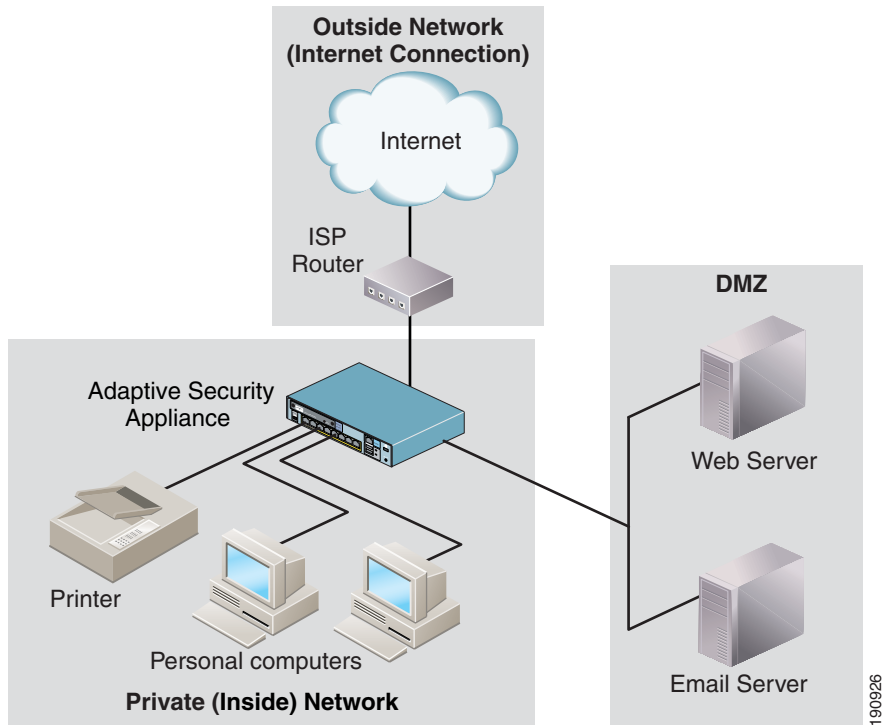 Outside Network
(Internet Connection)
Internet
ISP
Router
DMZ
Adaptive Security
Appliance
Web Server
Printer
Personal computers
Email Server
Private (Inside) Network
190926